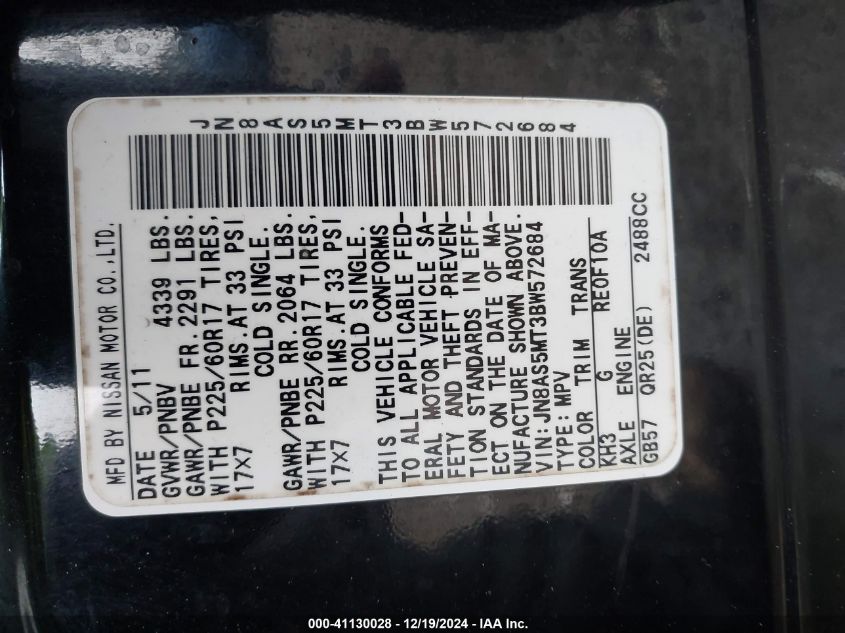 JN8AS5MT3BW572684
MFD BY NISSAN MOTOR CO.,LTD.
DATE 5/11
GVWR/PNBV 4339 LBS.
GAWR/PNBE FR. 2291 LBS.
WITH P225/60R17 TIRES,
17X7 RIMS.AT 33 PSI
COLD SINGLE.
GAWR/PNBE RR. 2064 LBS.
WITH P225/60R17 TIRES,
17X7 RIMS.AT 33 PSI
COLD SINGLE.
THIS VEHICLE CONFORMS
TO ALL APPLICABLE FED-
ERAL MOTOR VEHICLE SA-
FETY AND THEFT PREVEN-
TION STANDARDS IN EFF-
ECT ON THE DATE OF MA-
NUFACTURE SHOWN ABOVE.
VIN:JN8AS5MT3BW572684
TYPE:MPV
COLOR TRIM TRANS
KH3 G RE0F10A
AXLE ENGINE
GB57 QR25(DE) 2488CC
000-41130028 - 12/19/2024 - IAA Inc.